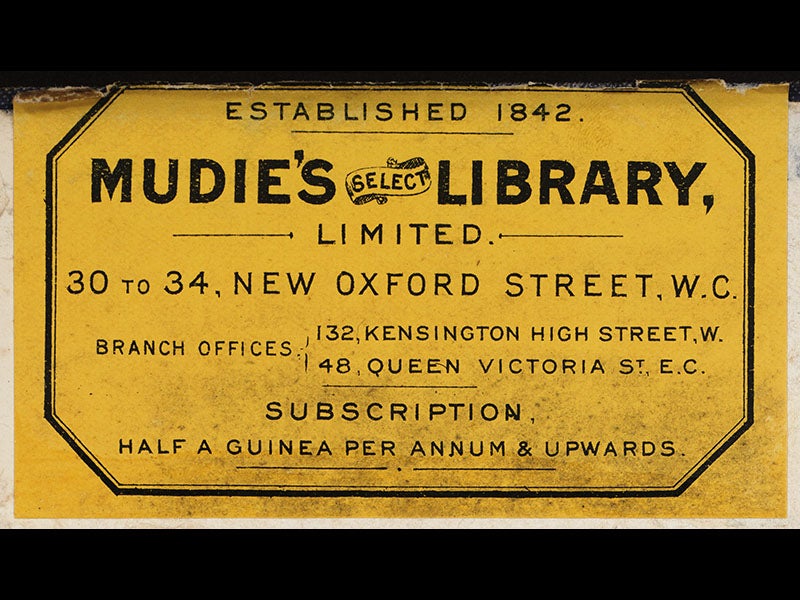 ESTABLISHED 1842.
MUDIE'S SELECT LIBRARY,
LIMITED.
30 TO 34, NEW OXFORD STREET, W.C.
BRANCH OFFICES:
132, KENSINGTON HIGH STREET, W.
48, QUEEN VICTORIA ST, E.C.
SUBSCRIPTION,
HALF A GUINEA PER ANNUM & UPWARDS.